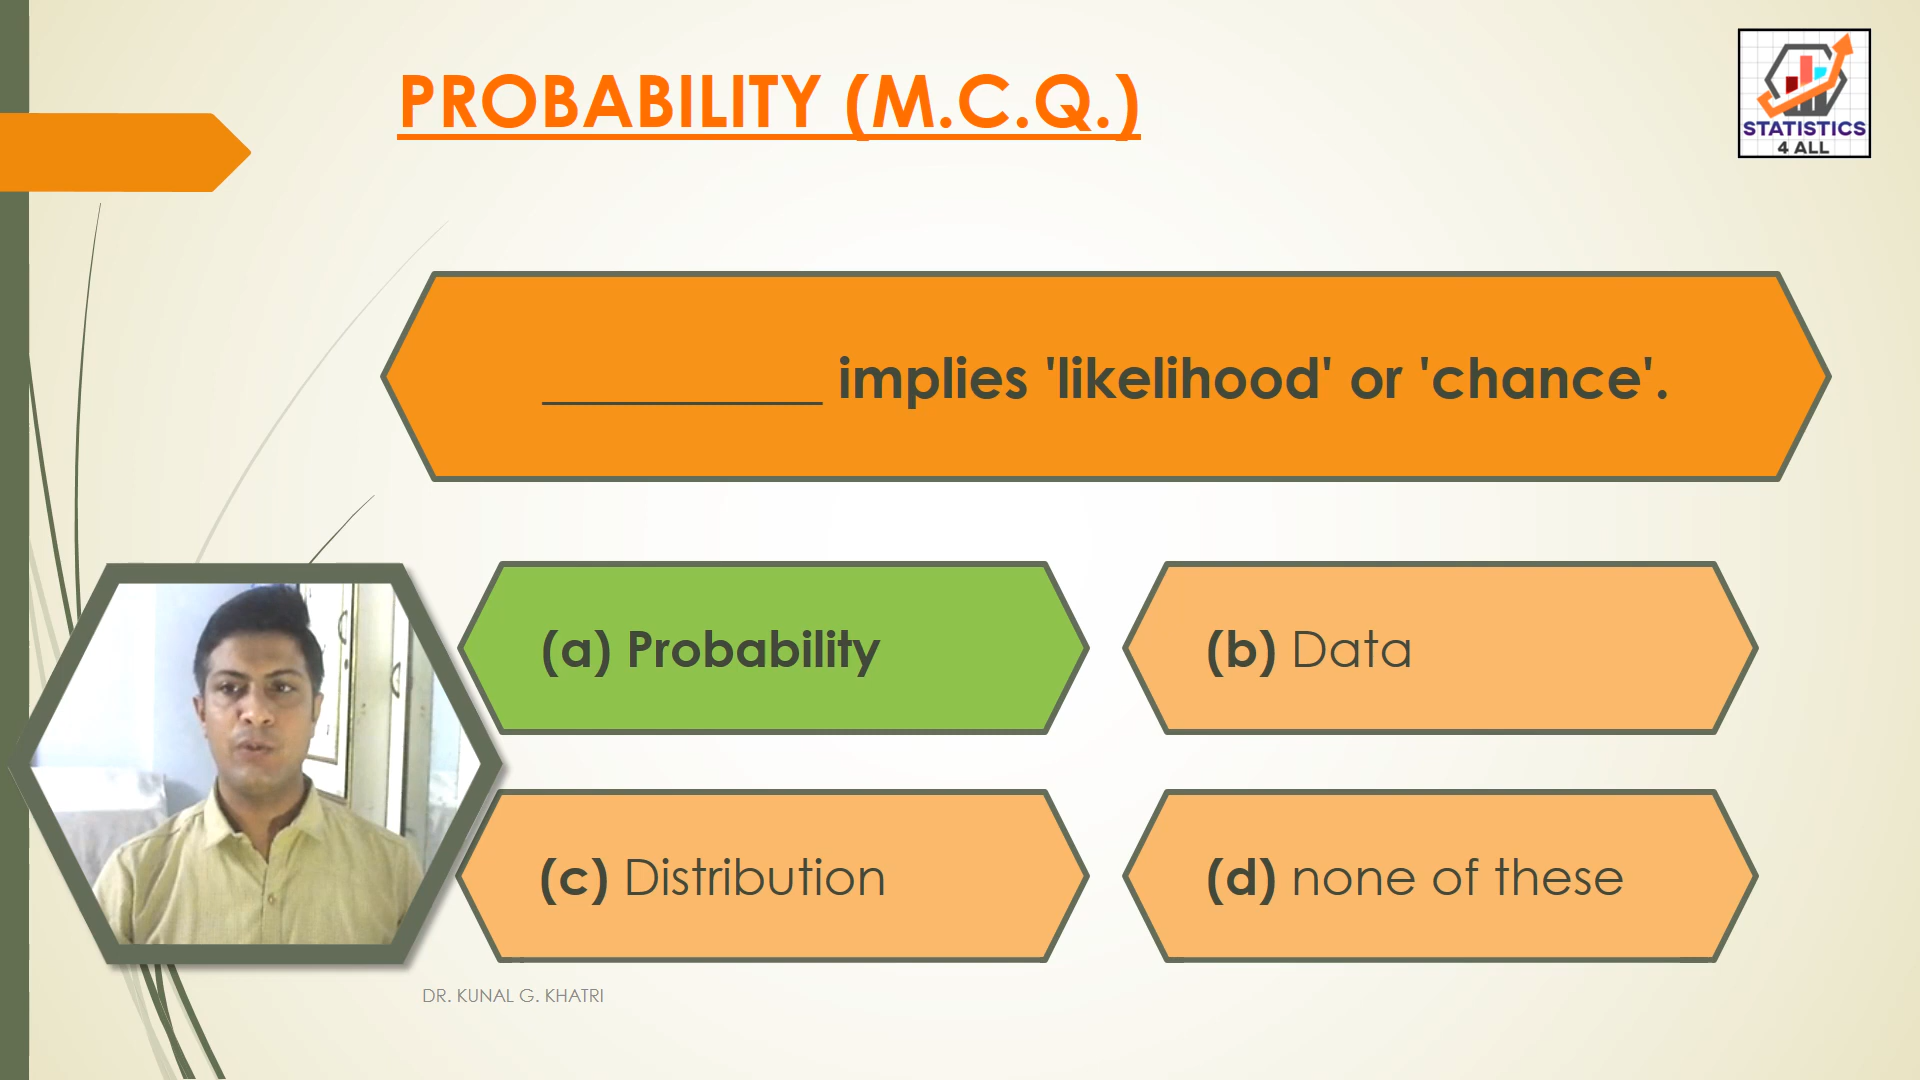 PROBABILITY (M.C.Q.)
STATISTICS
4 ALL
__________ implies 'likelihood' or 'chance'.
(a) Probability
(b) Data
(c) Distribution
(d) none of these
DR. KUNAL G. KHATRI